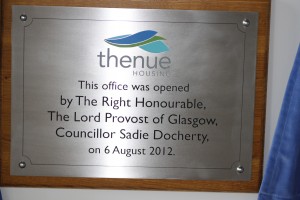 thenue
HOUSING
This office was opened
by The Right Honourable,
The Lord Provost of Glasgow,
Councillor Sadie Docherty,
on 6 August 2012.